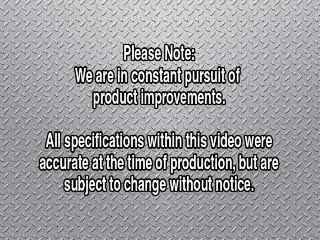 Please Note:
We are in constant pursuit of
product improvements.
All specifications within this video were
accurate at the time of production, but are
subject to change without notice.